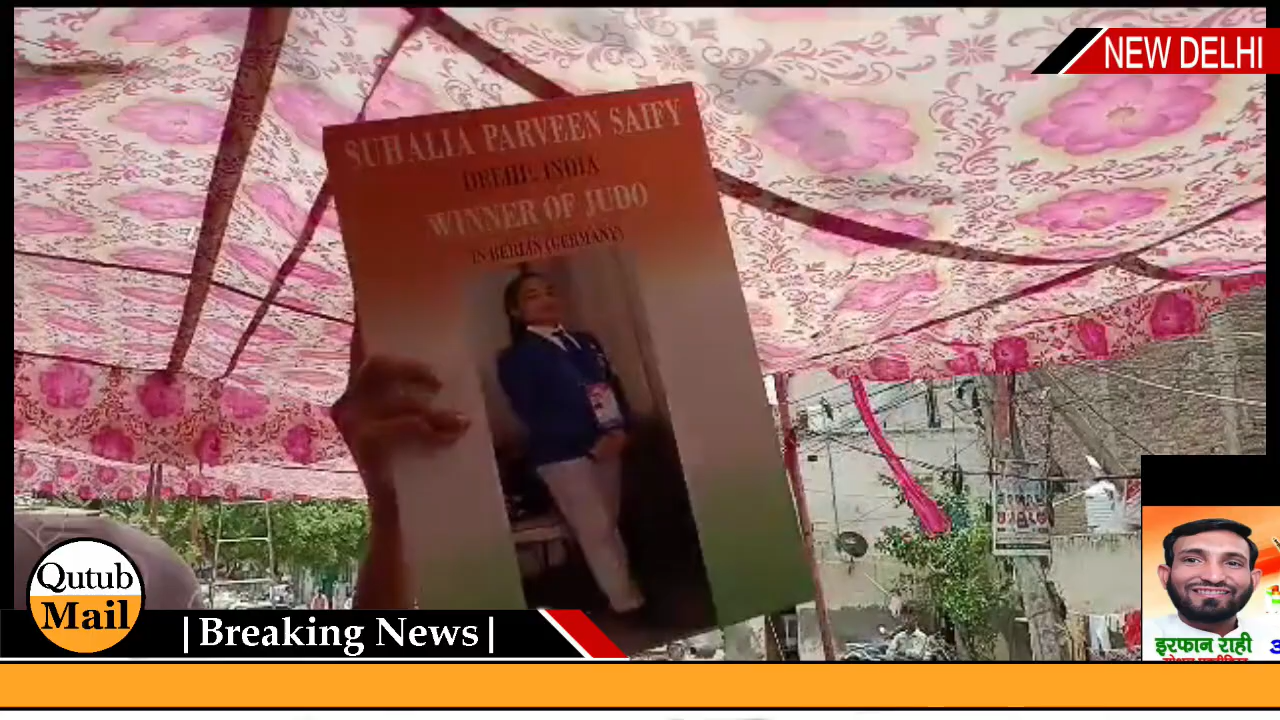 NEW DELHI
SUHALIA PARVEEN SAIFY
DELHI, INDIA
WINNER OF JUDO
IN BERLIN (GERMANY)
Qutub
Mail
|Breaking News|
इरफान राही